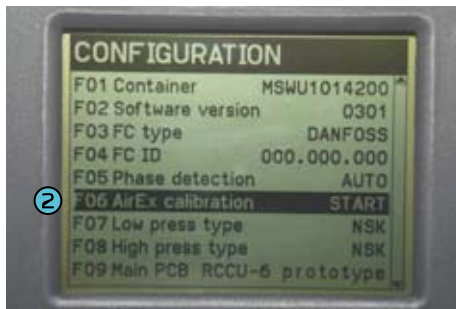 CONFIGURATION
F01 Container MSWU1014200
F02 Software version 0301
F03 FC type DANFOSS
F04 FC ID 000.000.000
F05 Phase detection AUTO
2 F06 AirEx calibration START
F07 Low press type NSK
F08 High press type NSK
F09 Main PCB RCCU-6 prototype